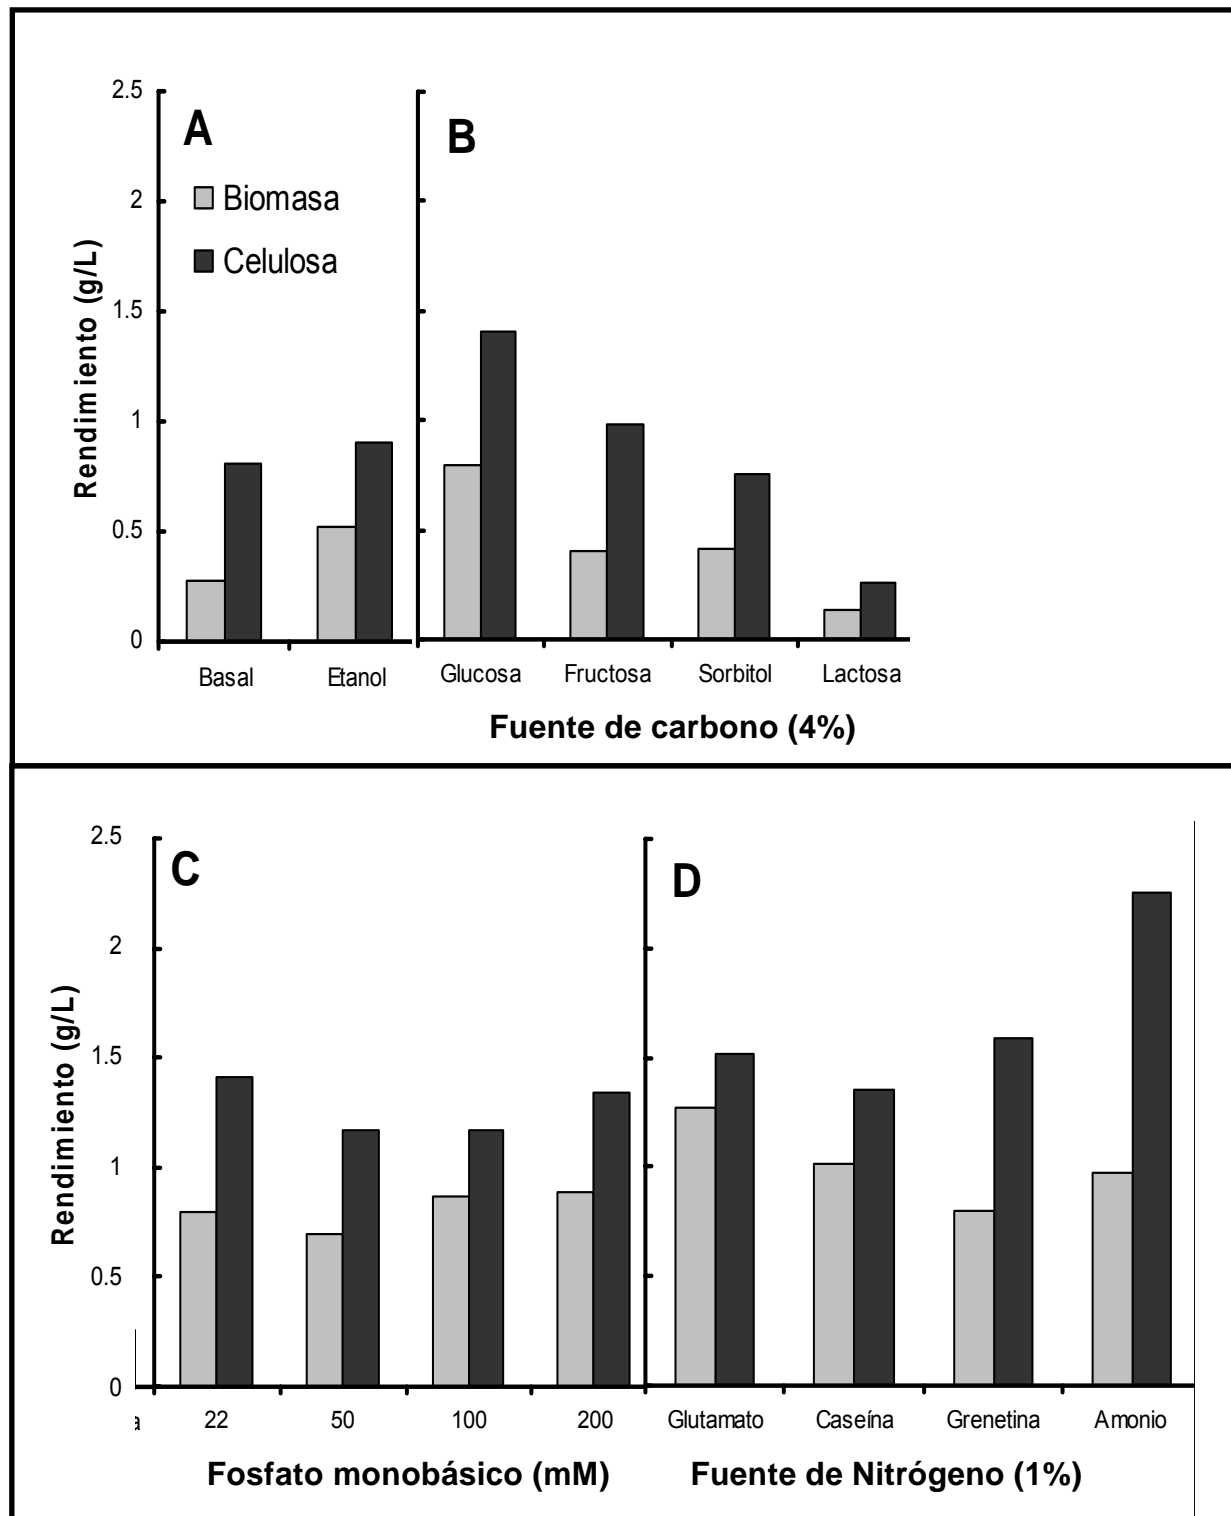 2.5
A
B
2
Biomasa
Celulosa
1.5
1
0.5
0
Rendimiento (g/L)
Basal
Etanol
Glucosa
Fructosa
Sorbitol
Lactosa
Fuente de carbono (4%)
2.5
C
D
2
1.5
1
0.5
0
Rendimiento (g/L)
a
22
50
100
200
Glutamato
Caseína
Grenetina
Amonio
Fosfato monobásico (mM)
Fuente de Nitrógeno (1%)